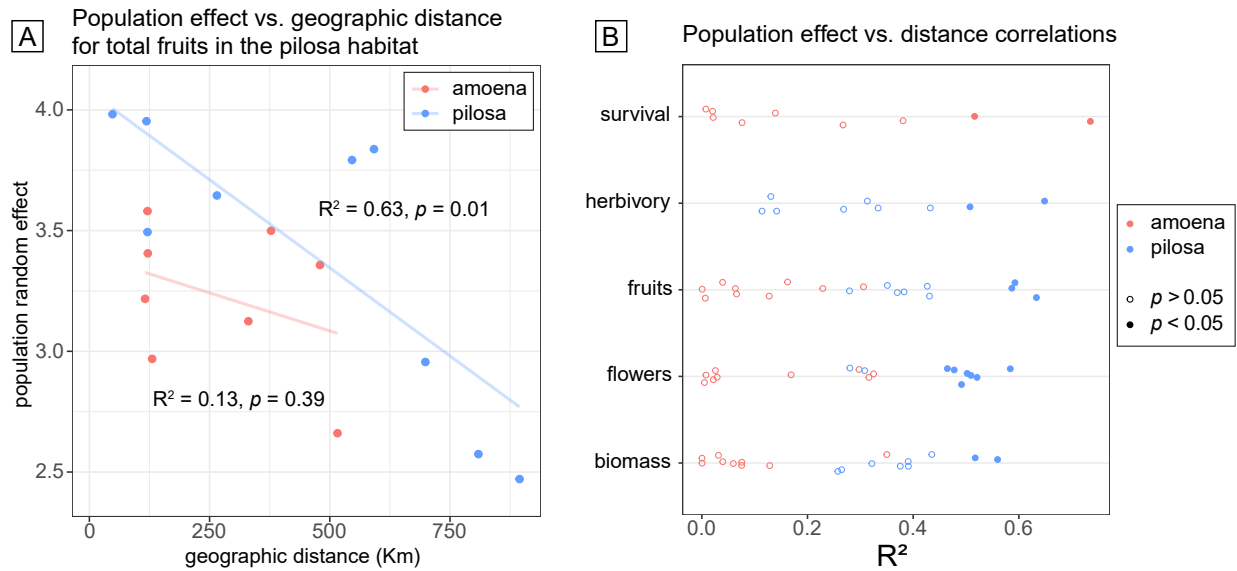 A
Population effect vs. geographic distance
for total fruits in the pilosa habitat
amoena
pilosa
R² = 0.63, p = 0.01
R² = 0.13, p = 0.39
4.0
3.5
3.0
2.5
population random effect
0
250
500
750
geographic distance (Km)
B
Population effect vs. distance correlations
survival
herbivory
fruits
flowers
biomass
0.0
0.2
0.4
0.6
R²
amoena
pilosa
p > 0.05
p < 0.05